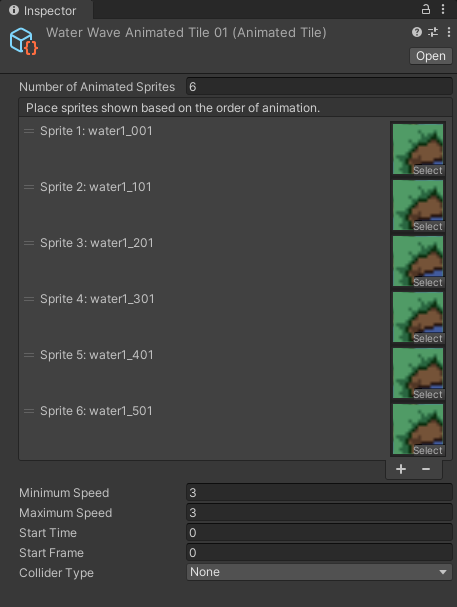 Inspector
Water Wave Animated Tile 01 (Animated Tile)
Open
Number of Animated Sprites 6
Place sprites shown based on the order of animation.
Sprite 1: water1_001
Select
Sprite 2: water1_101
Select
Sprite 3: water1_201
Select
Sprite 4: water1_301
Select
Sprite 5: water1_401
Select
Sprite 6: water1_501
Select
Minimum Speed 3
Maximum Speed 3
Start Time 0
Start Frame 0
Collider Type None